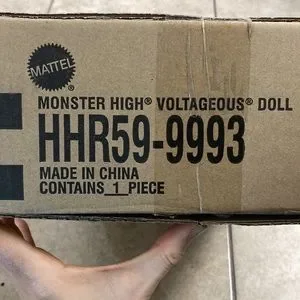 MATTEL
MONSTER HIGH® VOLTAGEOUS® DOLL
HHR59-9993
MADE IN CHINA
CONTAINS 1 PIECE